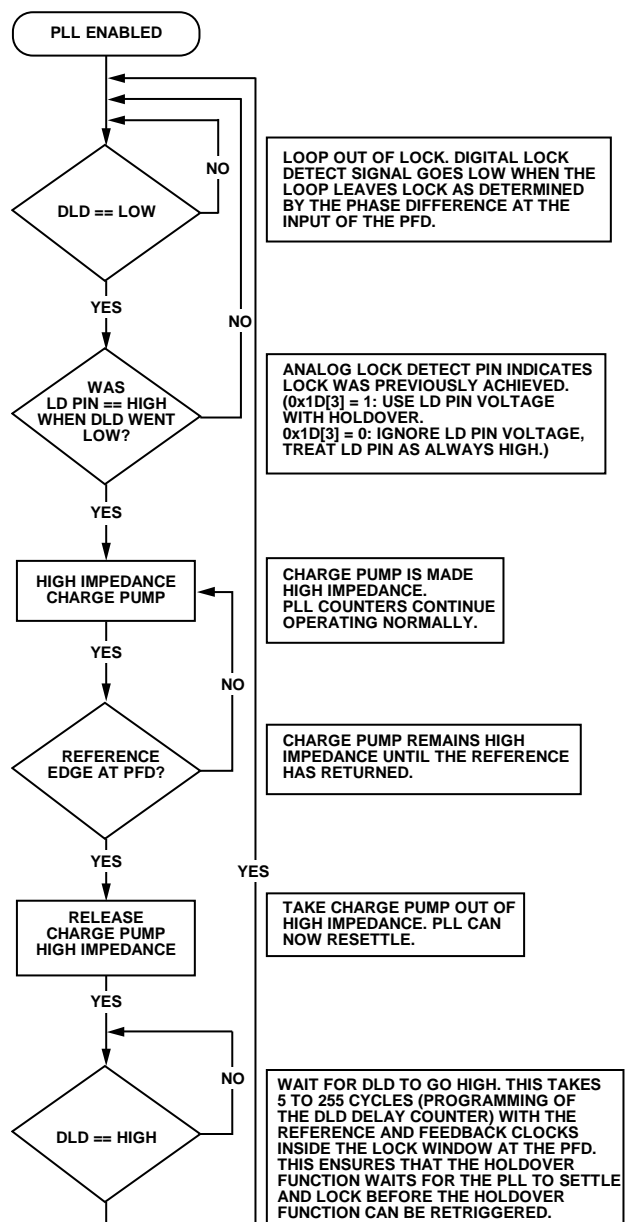 PLL ENABLED
NO
DLD == LOW
LOOP OUT OF LOCK. DIGITAL LOCK
DETECT SIGNAL GOES LOW WHEN THE
LOOP LEAVES LOCK AS DETERMINED
BY THE PHASE DIFFERENCE AT THE
INPUT OF THE PFD.
YES
NO
WAS
LD PIN == HIGH
WHEN DLD WENT
LOW?
ANALOG LOCK DETECT PIN INDICATES
LOCK WAS PREVIOUSLY ACHIEVED.
(0x1D[3] = 1: USE LD PIN VOLTAGE
WITH HOLDOVER.
0x1D[3] = 0: IGNORE LD PIN VOLTAGE,
TREAT LD PIN AS ALWAYS HIGH.)
YES
HIGH IMPEDANCE
CHARGE PUMP
CHARGE PUMP IS MADE
HIGH IMPEDANCE.
PLL COUNTERS CONTINUE
OPERATING NORMALLY.
YES
NO
REFERENCE
EDGE AT PFD?
CHARGE PUMP REMAINS HIGH
IMPEDANCE UNTIL THE REFERENCE
HAS RETURNED.
YES
YES
RELEASE
CHARGE PUMP
HIGH IMPEDANCE
TAKE CHARGE PUMP OUT OF
HIGH IMPEDANCE. PLL CAN
NOW RESETTLE.
YES
NO
DLD == HIGH
WAIT FOR DLD TO GO HIGH. THIS TAKES
5 TO 255 CYCLES (PROGRAMMING OF
THE DLD DELAY COUNTER) WITH THE
REFERENCE AND FEEDBACK CLOCKS
INSIDE THE LOCK WINDOW AT THE PFD.
THIS ENSURES THAT THE HOLDOVER
FUNCTION WAITS FOR THE PLL TO SETTLE
AND LOCK BEFORE THE HOLDOVER
FUNCTION CAN BE RETRIGGERED.